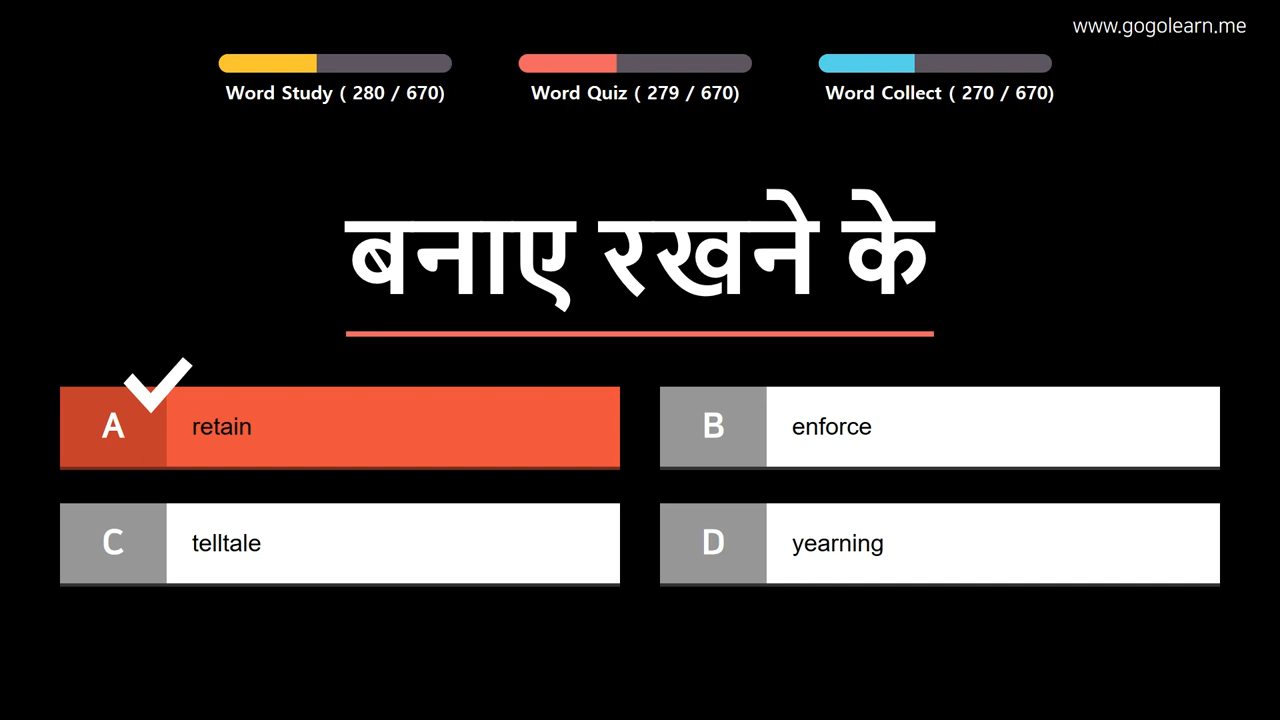 www.gogolearn.me
Word Study ( 280 / 670)
Word Quiz ( 279 / 670)
Word Collect ( 270 / 670)
बनाए रखने के
A retain
B enforce
C telltale
D yearning